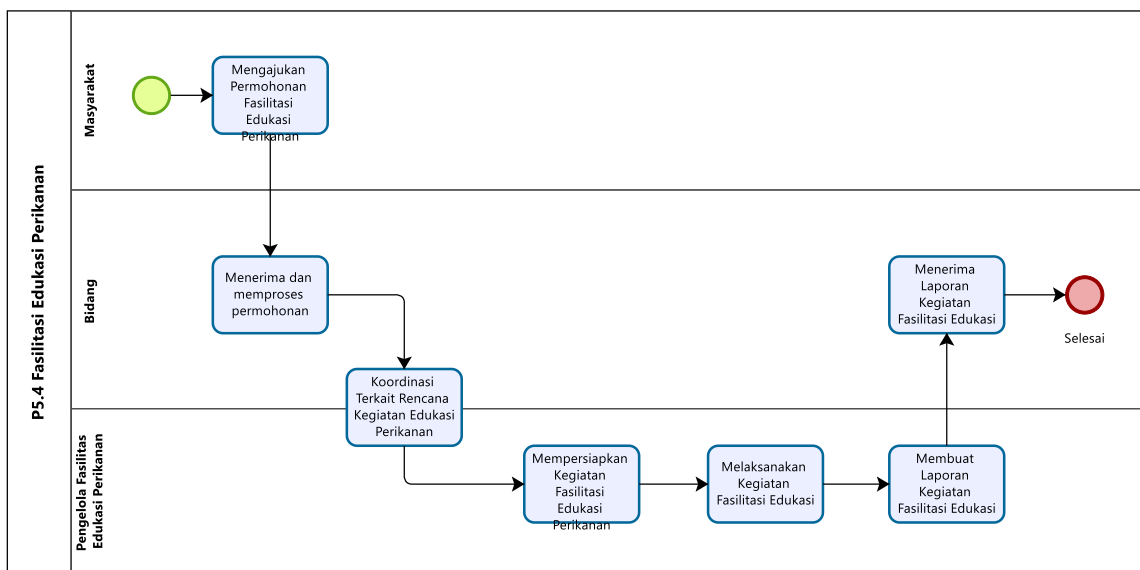 P5.4 Fasilitasi Edukasi Perikanan
Masyarakat
Mengajukan
Permohonan
Fasilitasi
Edukasi
Perikanan
Bidang
Menerima dan
memproses
permohonan
Koordinasi
Terkait Rencana
Kegiatan Edukasi
Perikanan
Menerima
Laporan
Kegiatan
Fasilitasi Edukasi
Selesai
Pengelola Fasilitas
Edukasi Perikanan
Mempersiapkan
Kegiatan
Fasilitasi
Edukasi
Perikanan
Melaksanakan
Kegiatan
Fasilitasi Edukasi
Membuat
Laporan
Kegiatan
Fasilitasi Edukasi